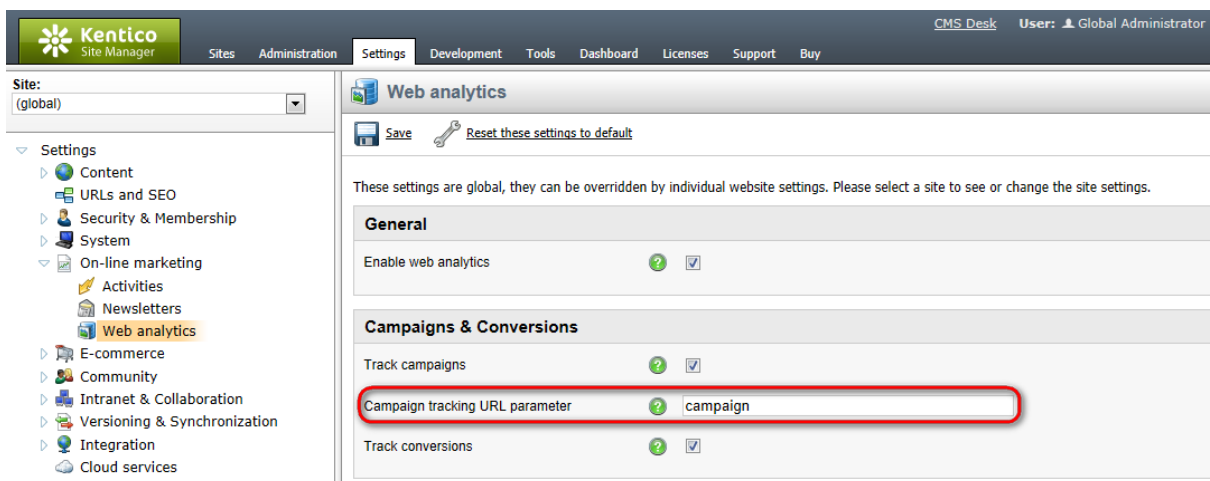 CMS Desk User: Global Administrator
Kentico
Site Manager
Sites Administration Settings Development Tools Dashboard Licenses Support Buy
Site:
(global)
Settings
Content
URLs and SEO
Security & Membership
System
On-line marketing
Activities
Newsletters
Web analytics
E-commerce
Community
Intranet & Collaboration
Versioning & Synchronization
Integration
Cloud services
Web analytics
Save Reset these settings to default
These settings are global, they can be overridden by individual website settings. Please select a site to see or change the site settings.
General
Enable web analytics ?
Campaigns & Conversions
Track campaigns ?
Campaign tracking URL parameter ? campaign
Track conversions ?